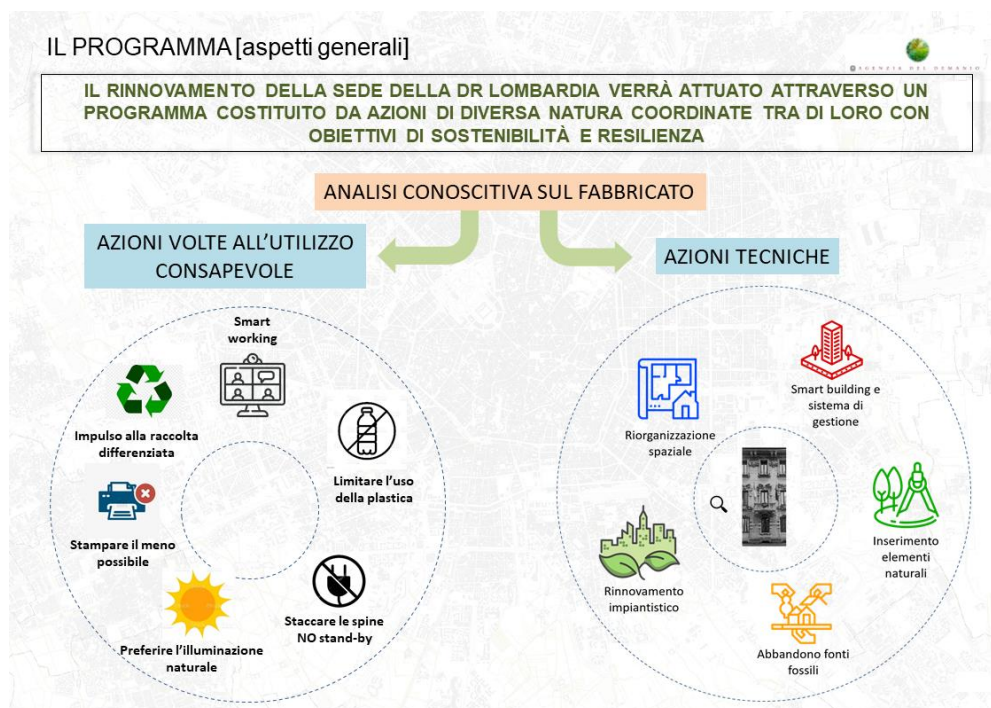 IL PROGRAMMA [aspetti generali]
@GENZIA DEL DEMANIO
IL RINNOVAMENTO DELLA SEDE DELLA DR LOMBARDIA VERRÀ ATTUATO ATTRAVERSO UN
PROGRAMMA COSTITUITO DA AZIONI DI DIVERSA NATURA COORDINATE TRA DI LORO CON
OBIETTIVI DI SOSTENIBILITÀ E RESILIENZA
ANALISI CONOSCITIVA SUL FABBRICATO
AZIONI VOLTE ALL’UTILIZZO
CONSAPEVOLE
Smart
working
Impulso alla raccolta
differenziata
Limitare l’uso
della plastica
Stampare il meno
possibile
Staccare le spine
NO stand-by
Preferire l’illuminazione
naturale
AZIONI TECNICHE
Smart building e
sistema di
gestione
Riorganizzazione
spaziale
Inserimento
elementi
naturali
Rinnovamento
impiantistico
Abbandono fonti
fossili